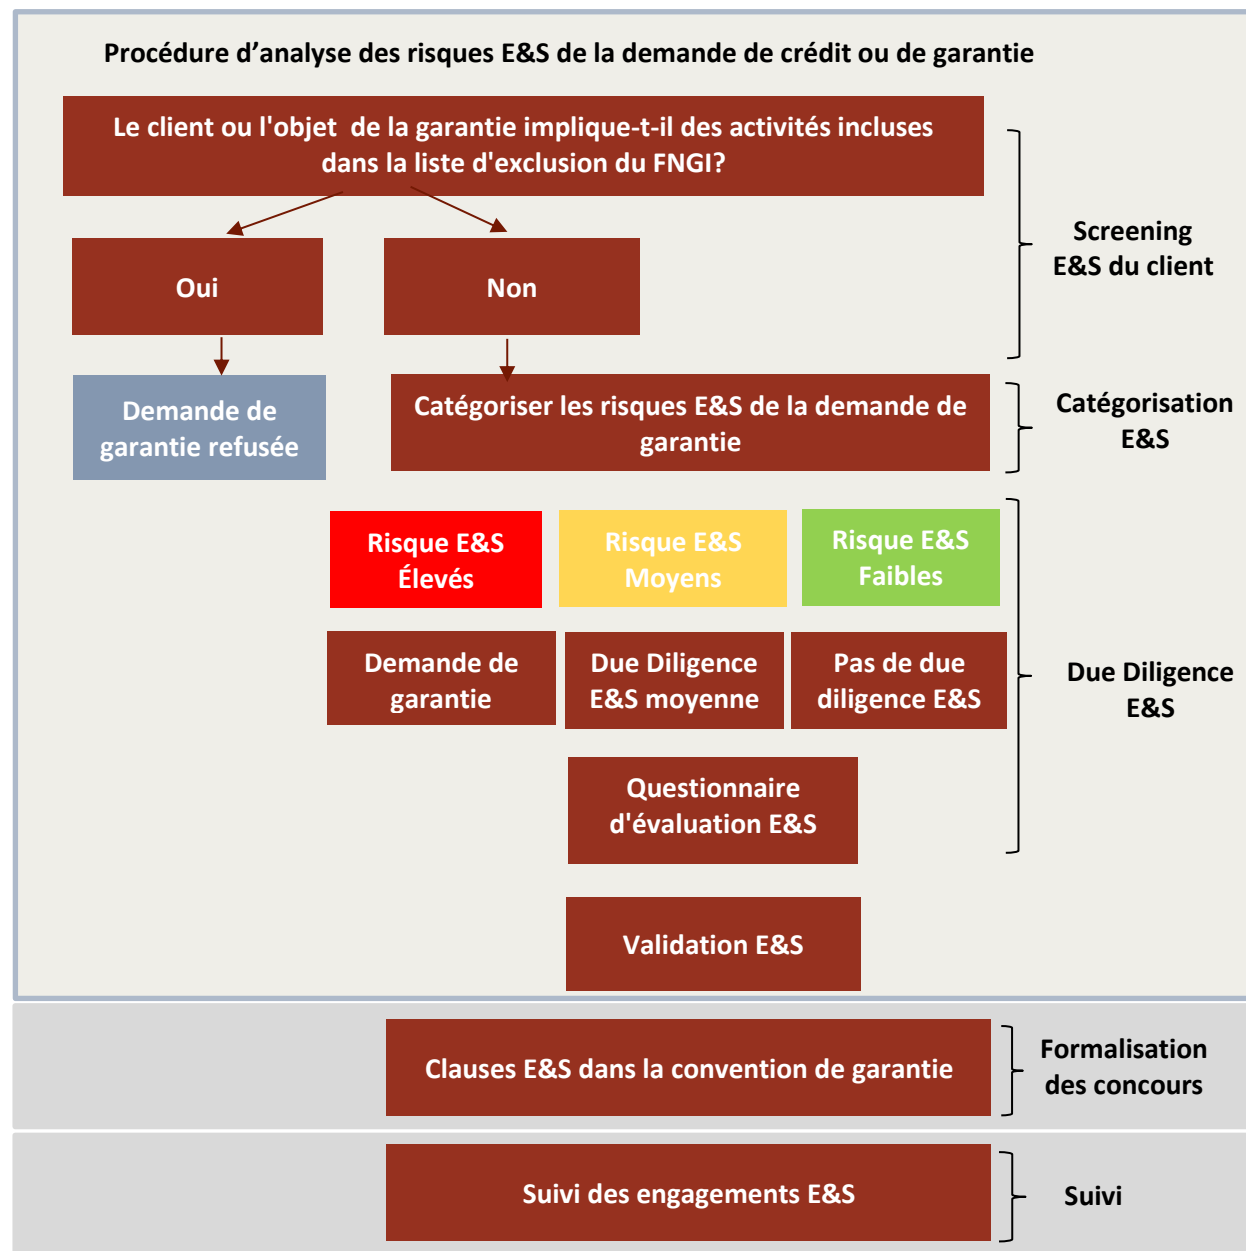 Procédure d’analyse des risques E&S de la demande de crédit ou de garantie
Le client ou l'objet de la garantie implique-t-il des activités incluses
dans la liste d'exclusion du FNGI?
Screening
E&S du client
Oui
Non
Demande de
garantie refusée
Catégoriser les risques E&S de la demande de
garantie
Catégorisation
E&S
Risque E&S
Élevés
Risque E&S
Moyens
Risque E&S
Faibles
Demande de
garantie
Due Diligence
E&S moyenne
Pas de due
diligence E&S
Due Diligence
E&S
Questionnaire
d'évaluation E&S
Validation E&S
Clauses E&S dans la convention de garantie
Formalisation
des concours
Suivi des engagements E&S
Suivi